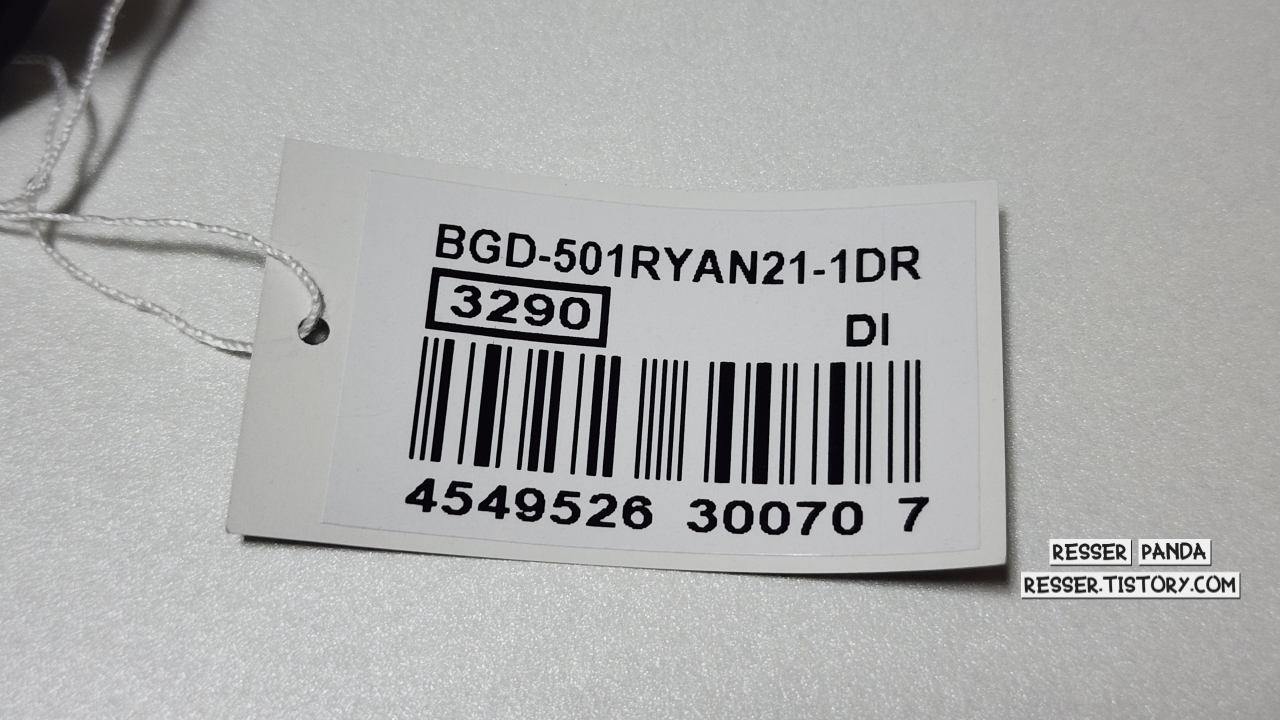 BGD-501RYAN21-1DR
3290
DI
4549526 30070 7
RESSER PANDA
RESSER.TISTORY.COM